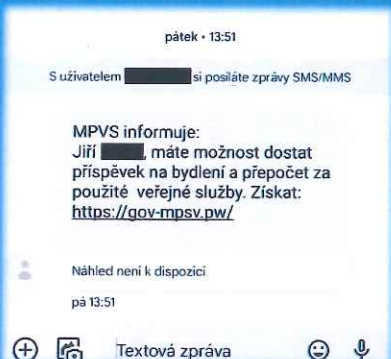 pátek • 13:51
S uživatelem si posíláte zprávy SMS/MMS
MPVS informuje:
Jiří , máte možnost dostat
příspěvek na bydlení a přepočet za
použité veřejné služby. Získat:
https://gov-mpsv.pw/
Náhled není k dispozici
pá 13:51
Textová zpráva